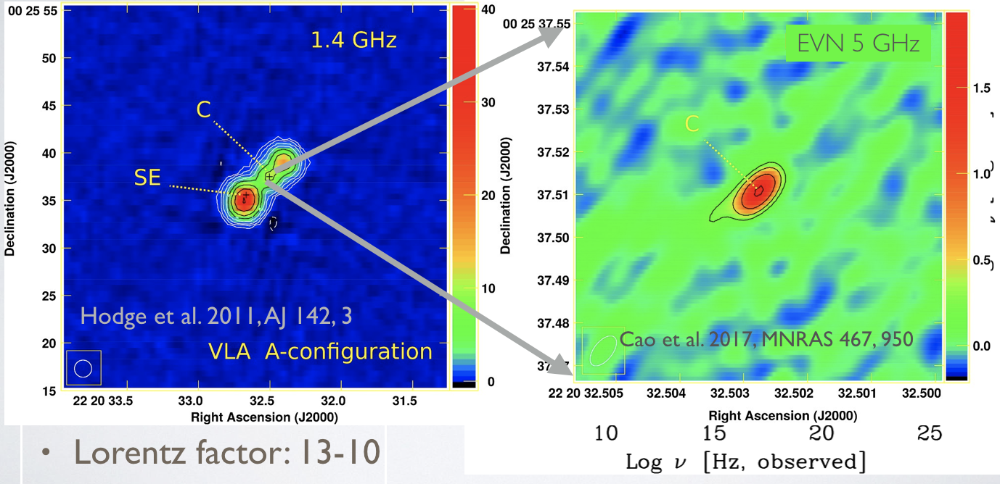 00 25 55
50
45
40
35
30
25
20
15
Declination (J2000)
1.4 GHz
C
SE
Hodge et al. 2011, AJ 142, 3
VLA A-configuration
22 20 33.5 33.0 32.5 32.0 31.5
Right Ascension (J2000)
40
30
20
10
0
00 25 37.55
37.54
37.53
37.52
37.51
37.50
37.49
37.48
Declination (J2000)
EVN 5 GHz
C
Cao et al. 2017, MNRAS 467, 950
22 20 32.505 32.504 32.503 32.502 32.501 32.500
Right Ascension (J2000)
1.5
1.0
0.5
0.0
10 15 20 25
Log ν [Hz, observed]
• Lorentz factor: 13-10